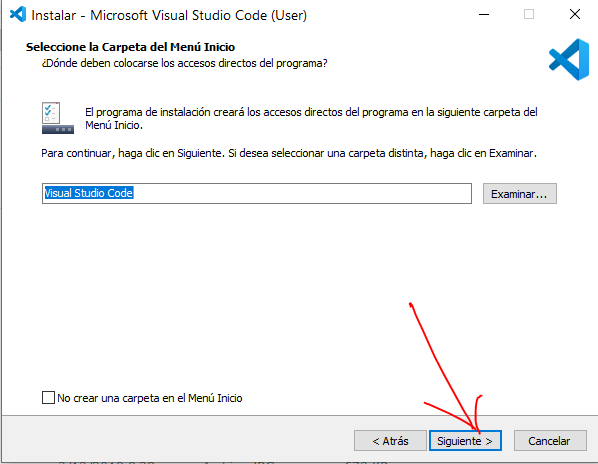 Instalar - Microsoft Visual Studio Code (User)
Seleccione la Carpeta del Menú Inicio
¿Dónde deben colocarse los accesos directos del programa?
El programa de instalación creará los accesos directos del programa en la siguiente carpeta del
Menú Inicio.
Para continuar, haga clic en Siguiente. Si desea seleccionar una carpeta distinta, haga clic en Examinar.
Visual Studio Code
Examinar...
No crear una carpeta en el Menú Inicio
< Atrás
Siguiente >
Cancelar